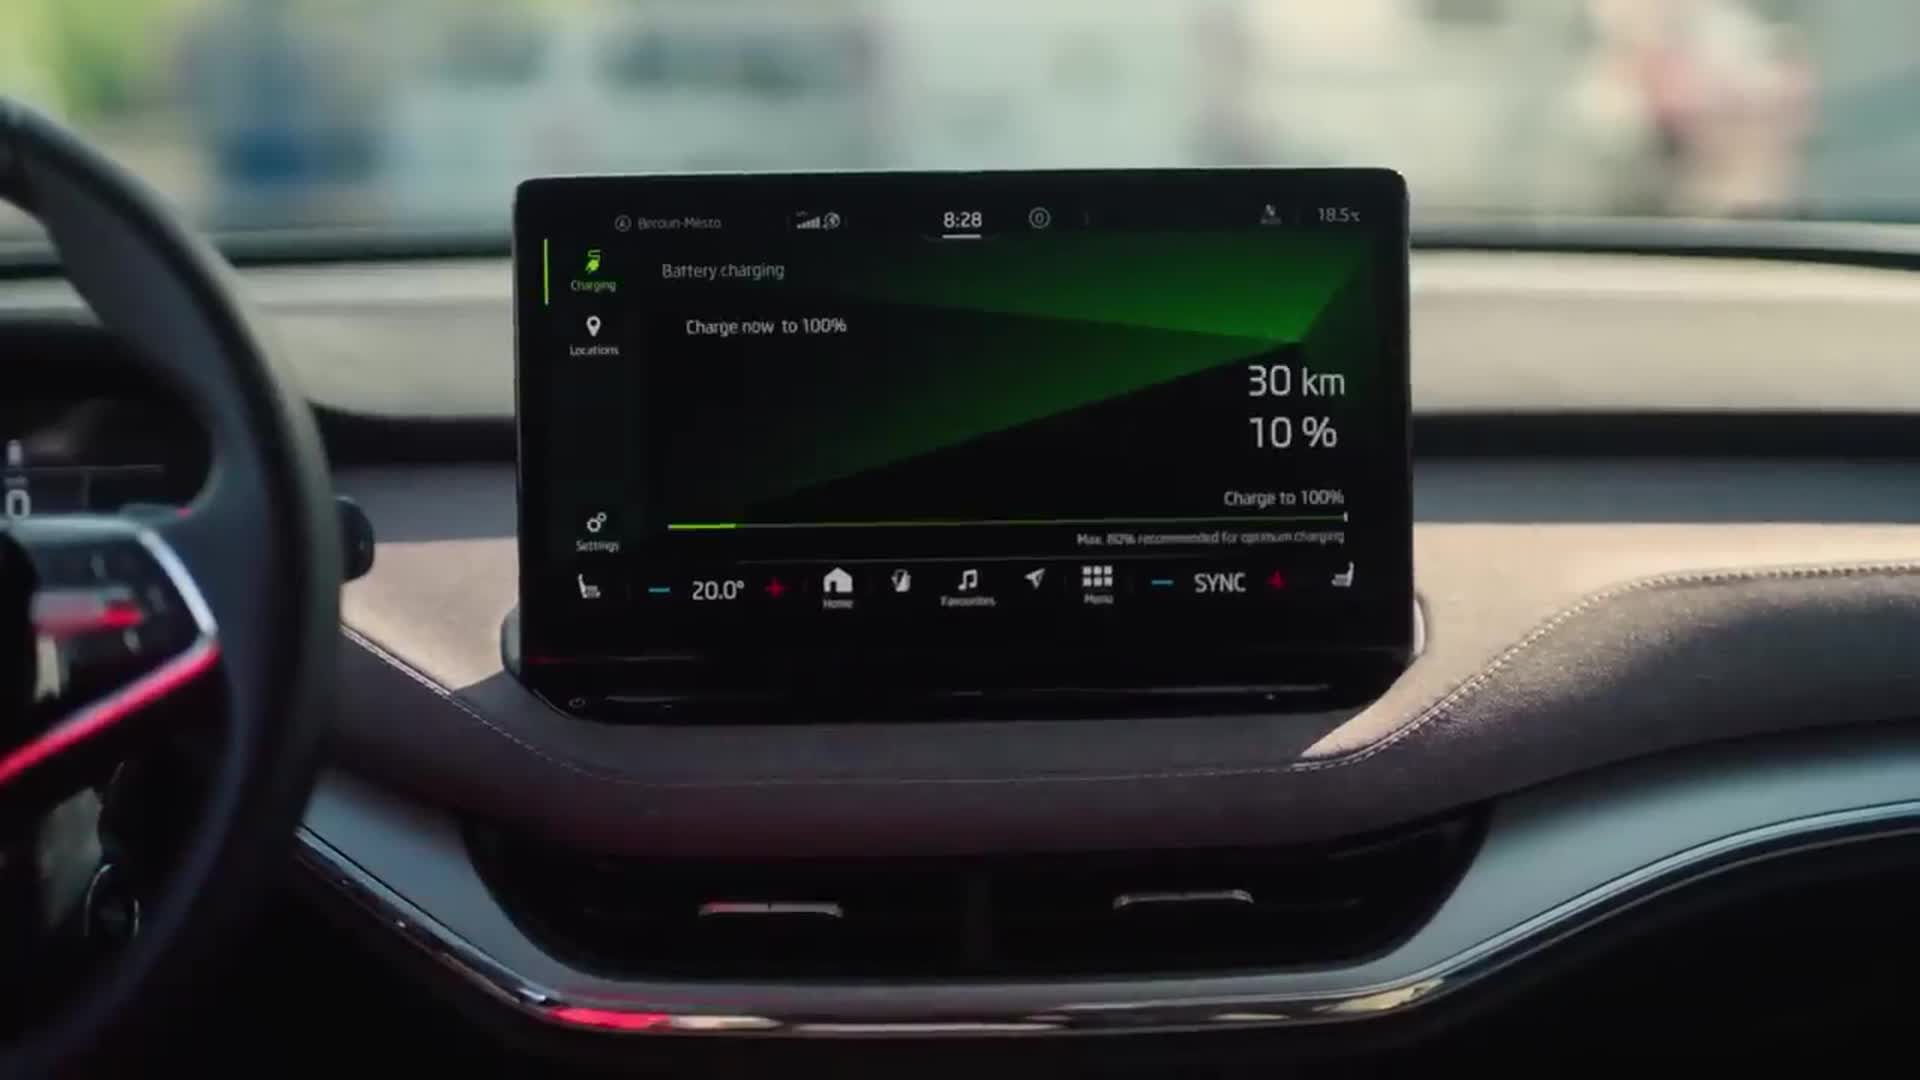 Beroun-Město
8:28
18.5°C
Charging
Battery charging
Locations
Charge now to 100%
30 km
10 %
Charge to 100%
Max. 80% recommended for optimum charging
Settings
20.0°
Home
Favourites
Menu
SYNC
0